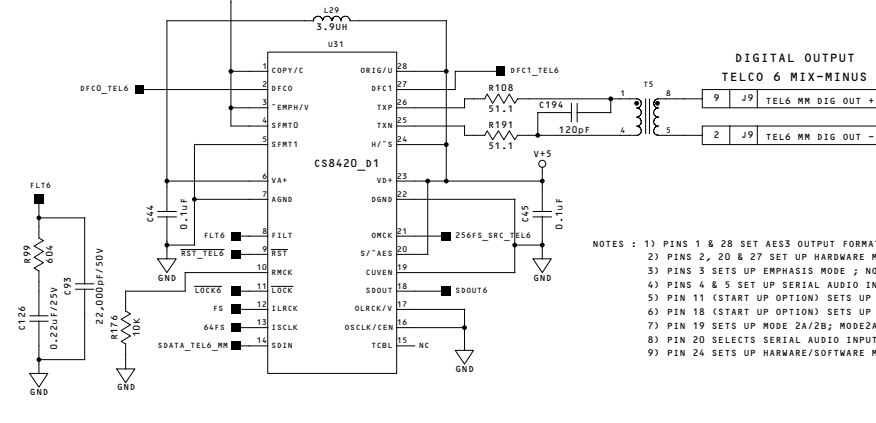 L29
3.9UH
U31
1 COPY/C ORIG/U 28
DFC0_TEL6 2 DFC0 DFC1 27 DFC1_TEL6
3 ~EMPH/V TXP 26
4 SFMT0 TXN 25
5 SFMT1 H/~S 24
CS8420_D1
6 VA+ VD+ 23
7 AGND DGND 22
FLT6 8 FILT OMCK 21 256FS_SRC_TEL6
RST_TEL6 9 RST S/~AES 20
10 RMCK CUVEN 19
LOCK6 11 LOCK SDOUT 18 SDOUT6
FS 12 ILRCK OLRCK/V 17
64FS 13 ISCLK OSCLK/CEN 16
SDATA_TEL6_MM 14 SDIN TCBL 15 NC
R108
51.1
C194
120pF
R191
51.1
T5
1 8
4 5
DIGITAL OUTPUT
TELCO 6 MIX-MINUS
9 J9 TEL6 MM DIG OUT +
2 J9 TEL6 MM DIG OUT -
V+5
C44
0.1uF
GND
C45
0.1uF
GND
GND
FLT6
R99
604
C93
22,000pF/50V
C126
0.22uF/25V
GND
R176
10K
GND
NOTES : 1) PINS 1 & 28 SET AES3 OUTPUT FORMAT
2) PINS 2, 20 & 27 SET UP HARDWARE M
3) PINS 3 SETS UP EMPHASIS MODE ; NO
4) PINS 4 & 5 SET UP SERIAL AUDIO IN
5) PIN 11 (START UP OPTION) SETS UP
6) PIN 18 (START UP OPTION) SETS UP
7) PIN 19 SETS UP MODE 2A/2B; MODE2A
8) PIN 20 SELECTS SERIAL AUDIO INPUT
9) PIN 24 SETS UP HARWARE/SOFTWARE M